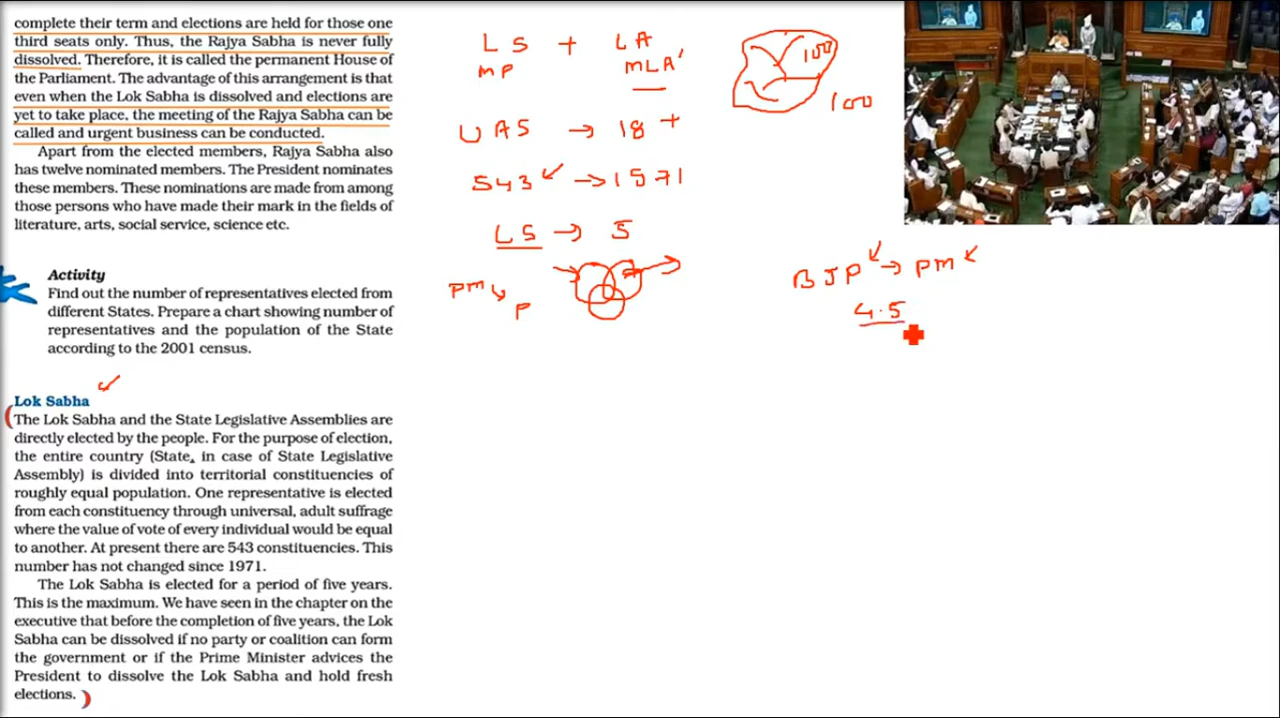 complete their term and elections are held for those one
third seats only. Thus, the Rajya Sabha is never fully
dissolved. Therefore, it is called the permanent House of
the Parliament. The advantage of this arrangement is that
even when the Lok Sabha is dissolved and elections are
yet to take place, the meeting of the Rajya Sabha can be
called and urgent business can be conducted.
Apart from the elected members, Rajya Sabha also
has twelve nominated members. The President nominates
these members. These nominations are made from among
those persons who have made their mark in the fields of
literature, arts, social service, science etc.
Activity
Find out the number of representatives elected from
different States. Prepare a chart showing number of
representatives and the population of the State
according to the 2001 census.
Lok Sabha
The Lok Sabha and the State Legislative Assemblies are
directly elected by the people. For the purpose of election,
the entire country (State, in case of State Legislative
Assembly) is divided into territorial constituencies of
roughly equal population. One representative is elected
from each constituency through universal, adult suffrage
where the value of vote of every individual would be equal
to another. At present there are 543 constituencies. This
number has not changed since 1971.
The Lok Sabha is elected for a period of five years.
This is the maximum. We have seen in the chapter on the
executive that before the completion of five years, the Lok
Sabha can be dissolved if no party or coalition can form
the government or if the Prime Minister advices the
President to dissolve the Lok Sabha and hold fresh
elections.
LS + LA
MP MLA'
100
100
UAS → 18+
543 → 1971
LS → 5
PM
P
BJP → PM
4.5